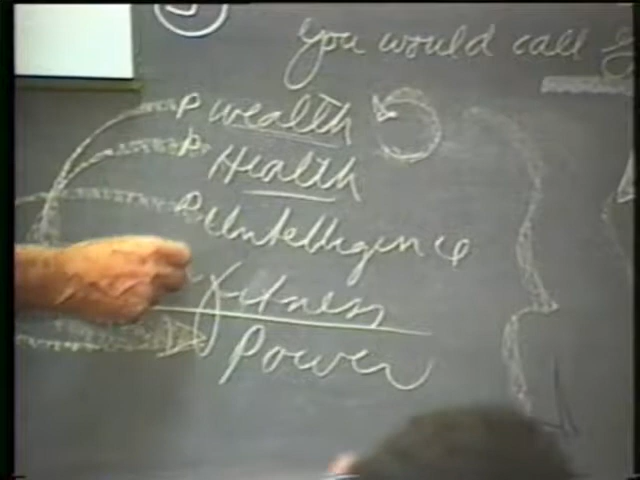 You would call
P wealth
P Health
P Intelligence
Fitness
Power